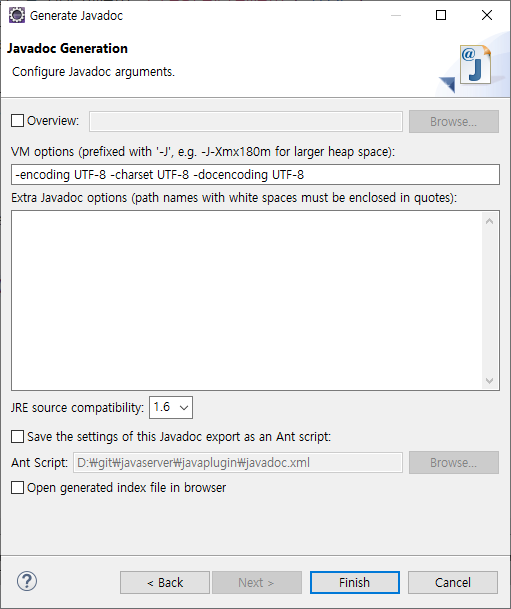 Generate Javadoc
Javadoc Generation
Configure Javadoc arguments.
@
J
Overview:
Browse...
VM options (prefixed with '-J', e.g. -J-Xmx180m for larger heap space):
-encoding UTF-8 -charset UTF-8 -docencoding UTF-8
Extra Javadoc options (path names with white spaces must be enclosed in quotes):
JRE source compatibility: 1.6
Save the settings of this Javadoc export as an Ant script:
Ant Script: D:₩git₩javaserver₩javaplugin₩javadoc.xml Browse...
Open generated index file in browser
? < Back Next > Finish Cancel